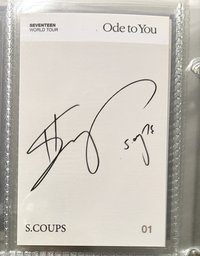 SEVENTEEN
WORLD TOUR
Ode to You
S.COUPS
01